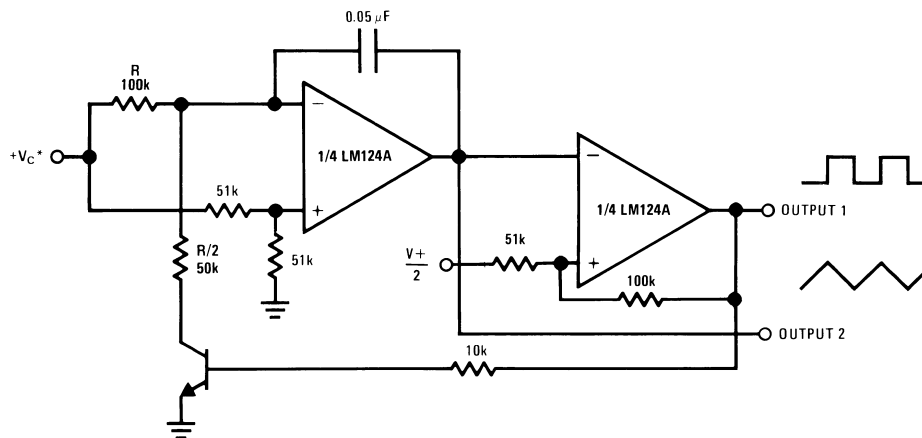 0.05 μF
R
100k
−
1/4 LM124A
+VC*
51k
+
51k
R/2
50k
−
1/4 LM124A
OUTPUT 1
V+
2
51k
+
100k
OUTPUT 2
10k